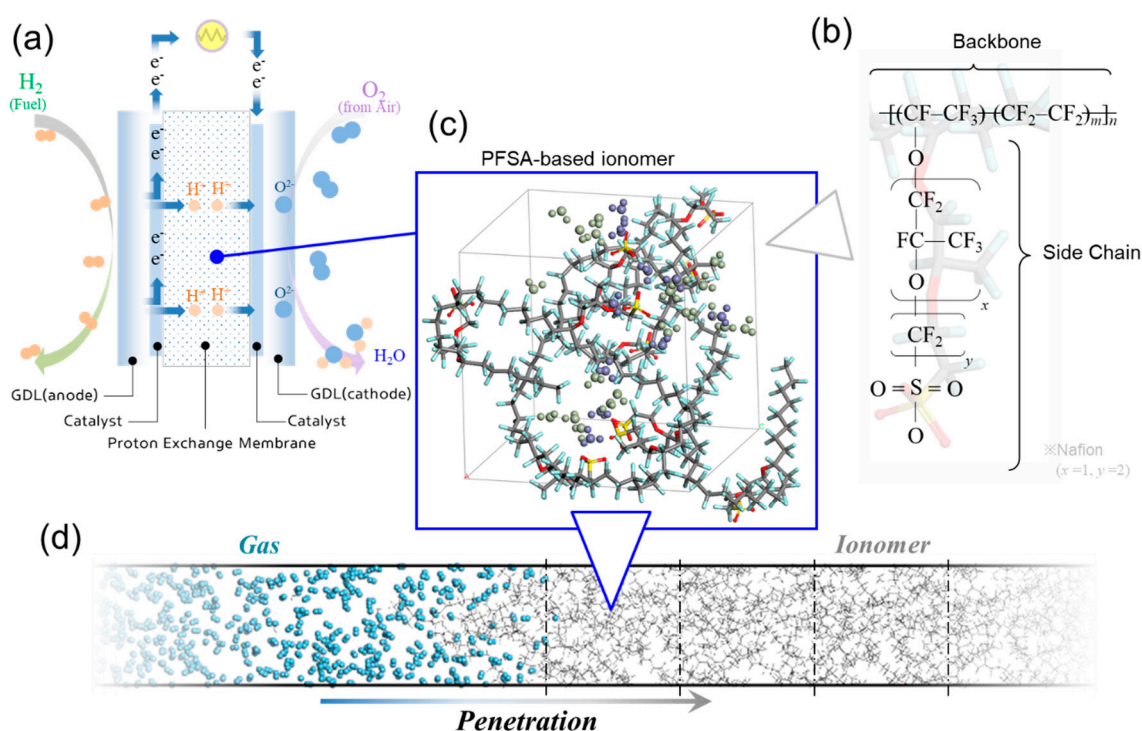 (a)
H₂
(Fuel)
e⁻
e⁻
e⁻
e⁻
O₂
(from Air)
e⁻
e⁻
e⁻
e⁻
H⁺ H⁺
O²⁻
H⁺ H⁺
O²⁻
H₂O
GDL(anode)
GDL(cathode)
Catalyst
Catalyst
Proton Exchange Membrane
(b)
Backbone
[(CF–CF₃)(CF₂–CF₂)ₘ]ₙ
O
CF₂
FC–CF₃
O
x
CF₂
y
O=S=O
O
Side Chain
※Nafion
(x =1, y =2)
(c)
PFSA-based ionomer
(d)
Gas
Ionomer
Penetration